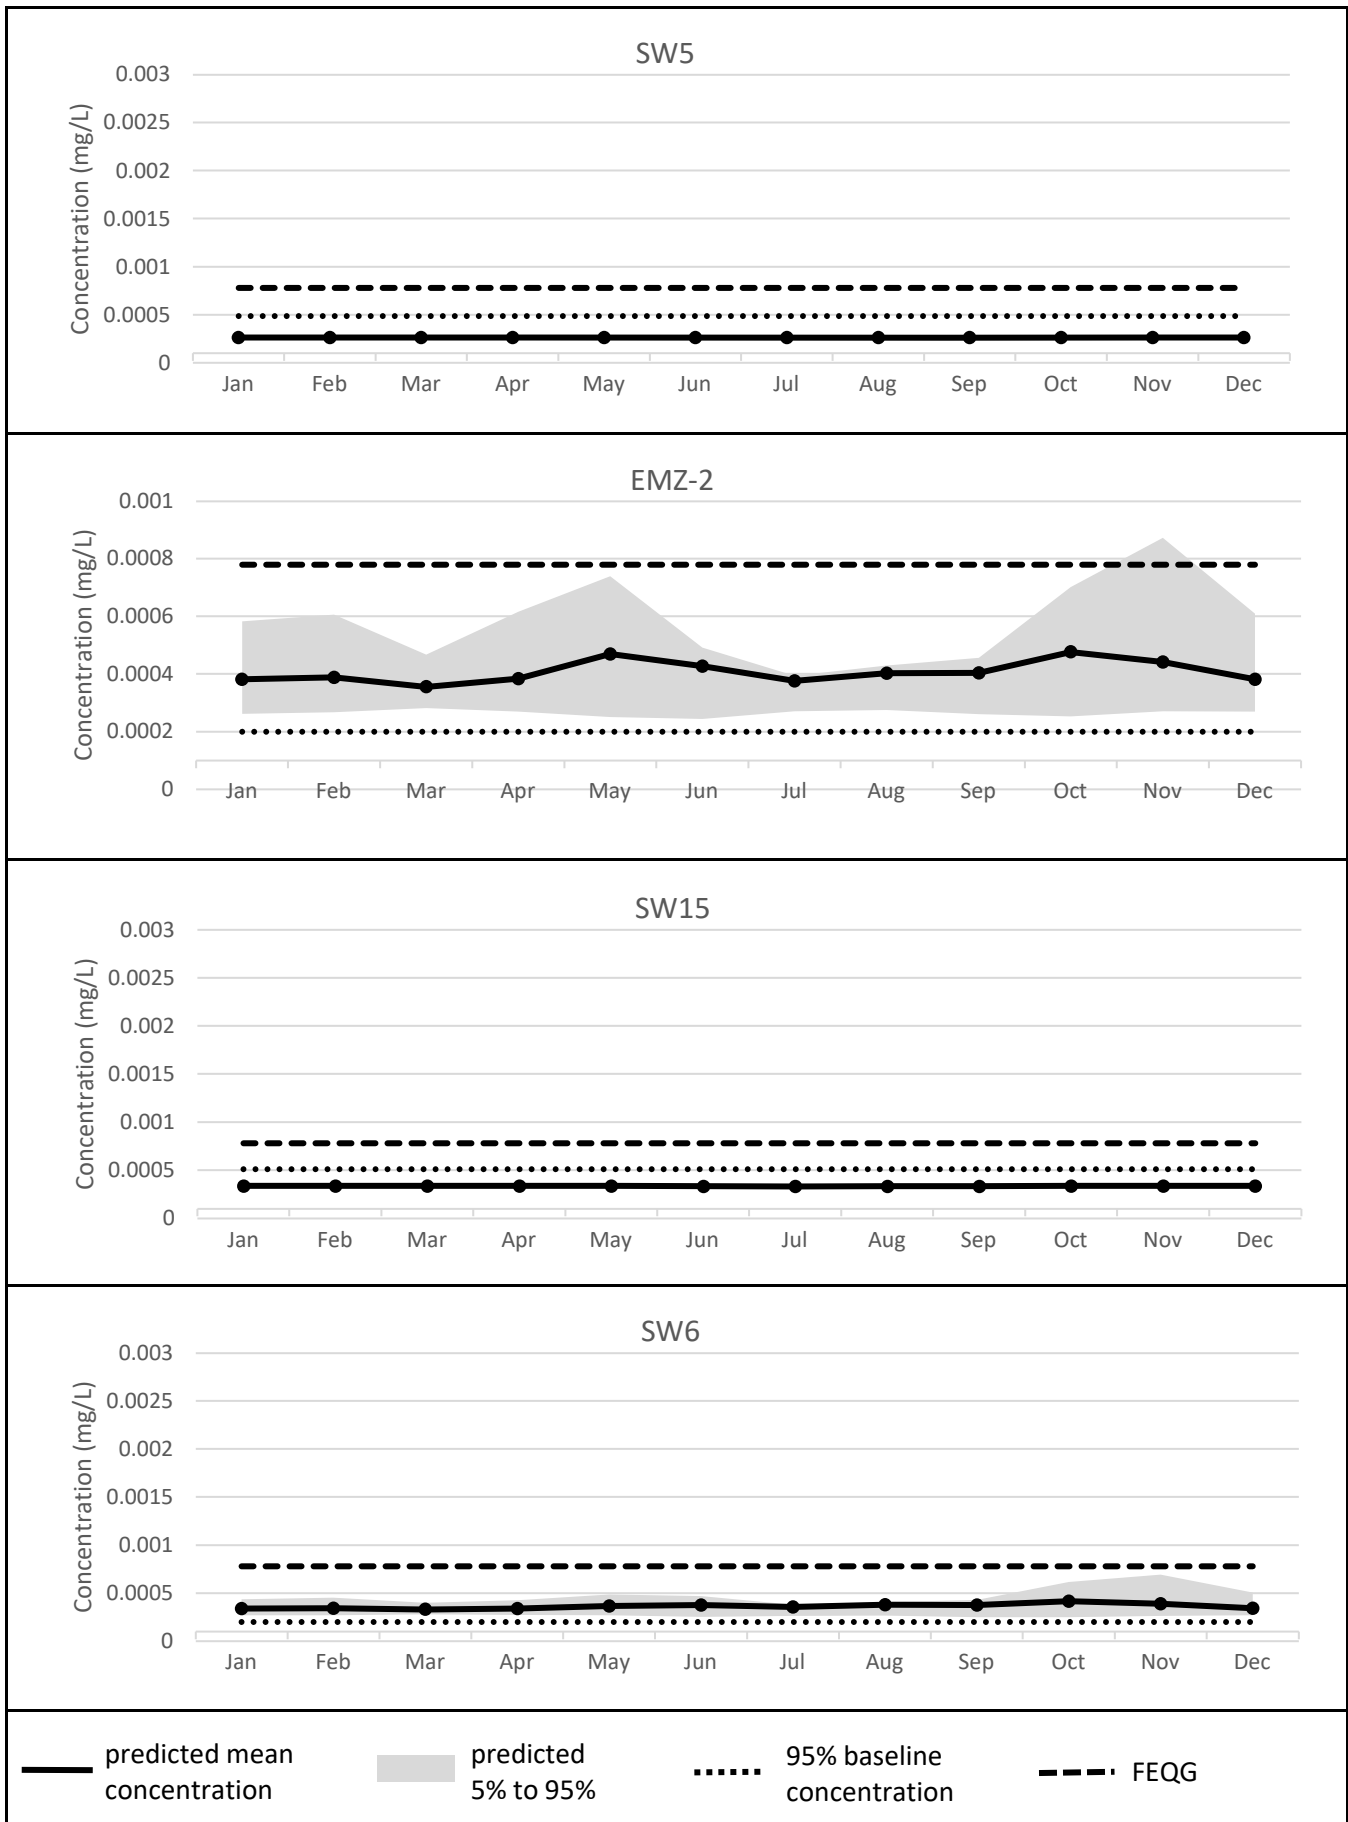 SW5
0.003
0.0025
0.002
0.0015
0.001
0.0005
0
Concentration (mg/L)
Jan Feb Mar Apr May Jun Jul Aug Sep Oct Nov Dec
EMZ-2
0.001
0.0008
0.0006
0.0004
0.0002
0
Concentration (mg/L)
Jan Feb Mar Apr May Jun Jul Aug Sep Oct Nov Dec
SW15
0.003
0.0025
0.002
0.0015
0.001
0.0005
0
Concentration (mg/L)
Jan Feb Mar Apr May Jun Jul Aug Sep Oct Nov Dec
SW6
0.003
0.0025
0.002
0.0015
0.001
0.0005
0
Concentration (mg/L)
Jan Feb Mar Apr May Jun Jul Aug Sep Oct Nov Dec
predicted mean
concentration
predicted
5% to 95%
95% baseline
concentration
FEQG